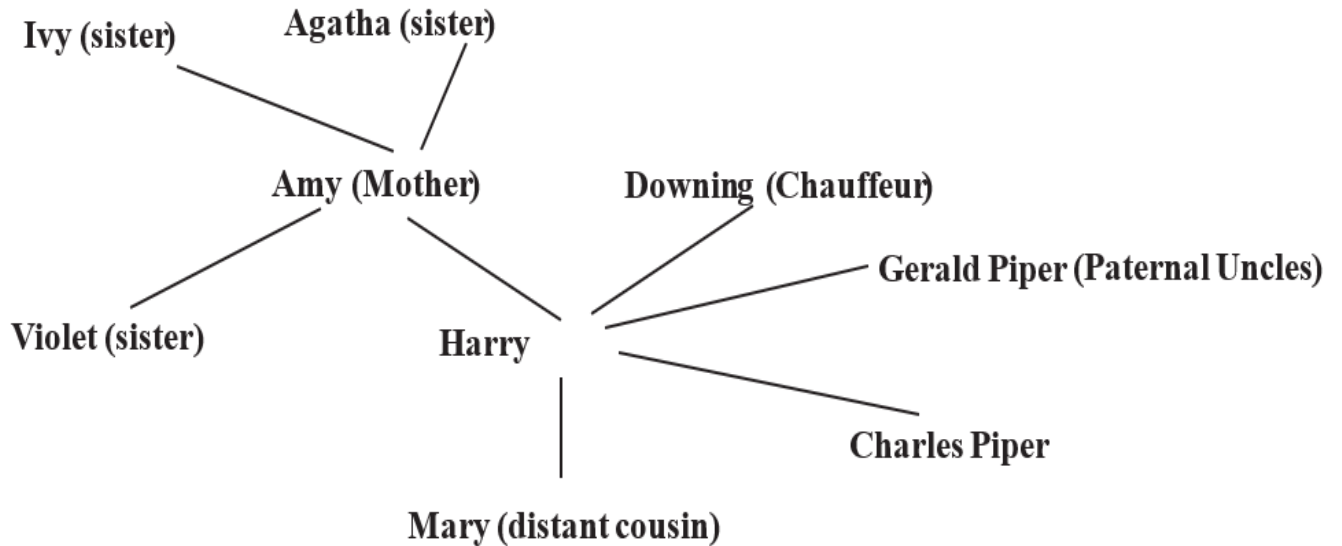 Ivy (sister)
Agatha (sister)
Amy (Mother)
Downing (Chauffeur)
Gerald Piper (Paternal Uncles)
Violet (sister)
Harry
Charles Piper
Mary (distant cousin)